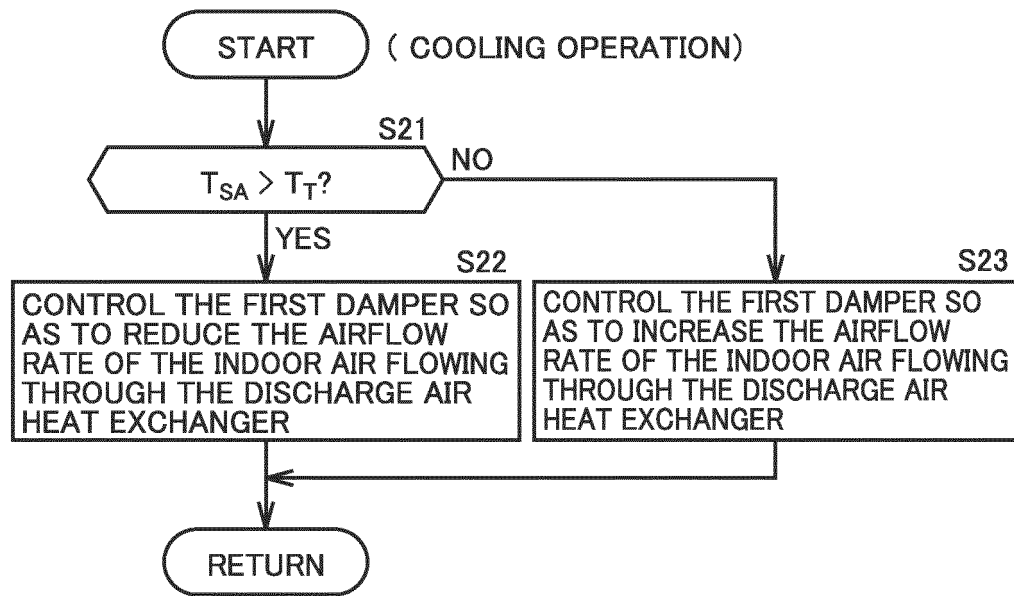 START
( COOLING OPERATION)
S21
T_SA > T_T?
NO
YES
S22
CONTROL THE FIRST DAMPER SO
AS TO REDUCE THE AIRFLOW
RATE OF THE INDOOR AIR FLOWING
THROUGH THE DISCHARGE AIR
HEAT EXCHANGER
S23
CONTROL THE FIRST DAMPER SO
AS TO INCREASE THE AIRFLOW
RATE OF THE INDOOR AIR FLOWING
THROUGH THE DISCHARGE AIR
HEAT EXCHANGER
RETURN